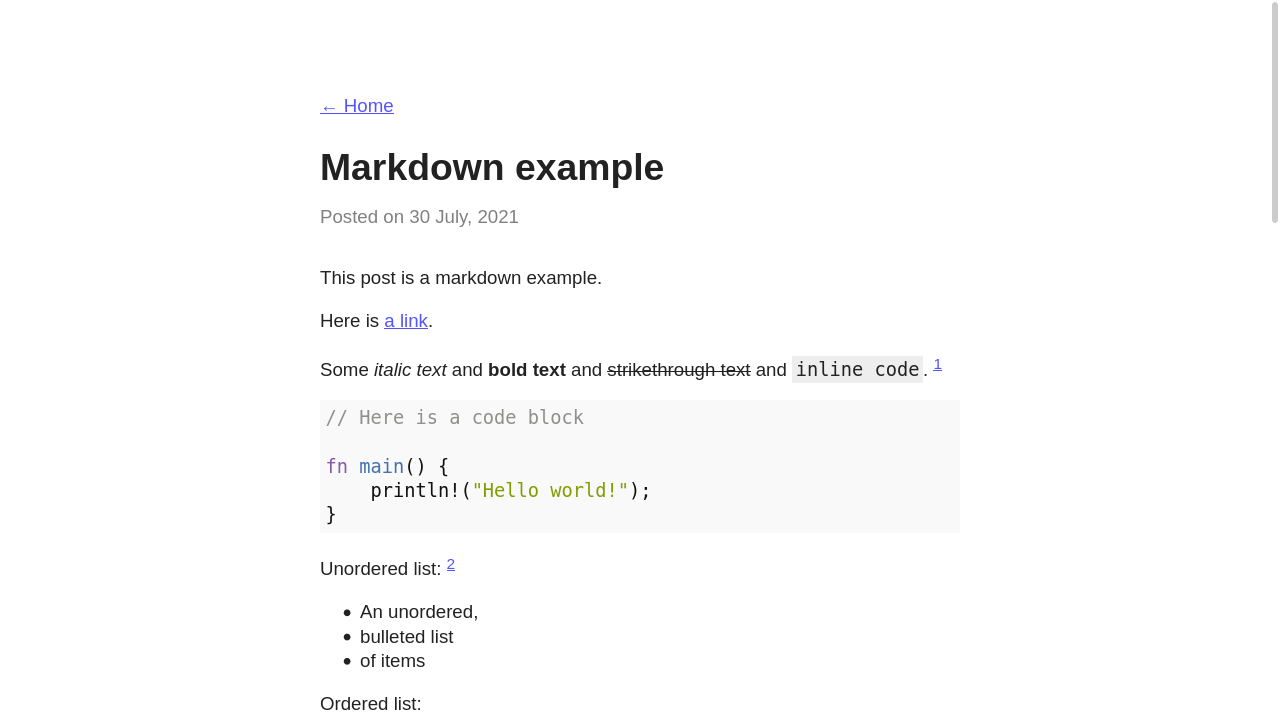 ← Home
Markdown example
Posted on 30 July, 2021
This post is a markdown example.
Here is a link.
Some italic text and bold text and strikethrough text and inline code. 1
// Here is a code block
fn main() {
    println!("Hello world!");
}
Unordered list: 2
• An unordered,
• bulleted list
• of items
Ordered list: